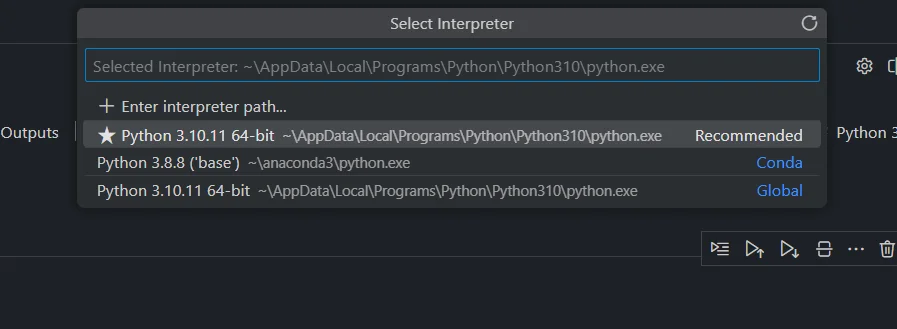 Select Interpreter
Selected Interpreter: ~\AppData\Local\Programs\Python\Python310\python.exe
Enter interpreter path...
Outputs
Python 3.10.11 64-bit ~\AppData\Local\Programs\Python\Python310\python.exe Recommended
Python 3
Python 3.8.8 ('base') ~\anaconda3\python.exe Conda
Python 3.10.11 64-bit ~\AppData\Local\Programs\Python\Python310\python.exe Global